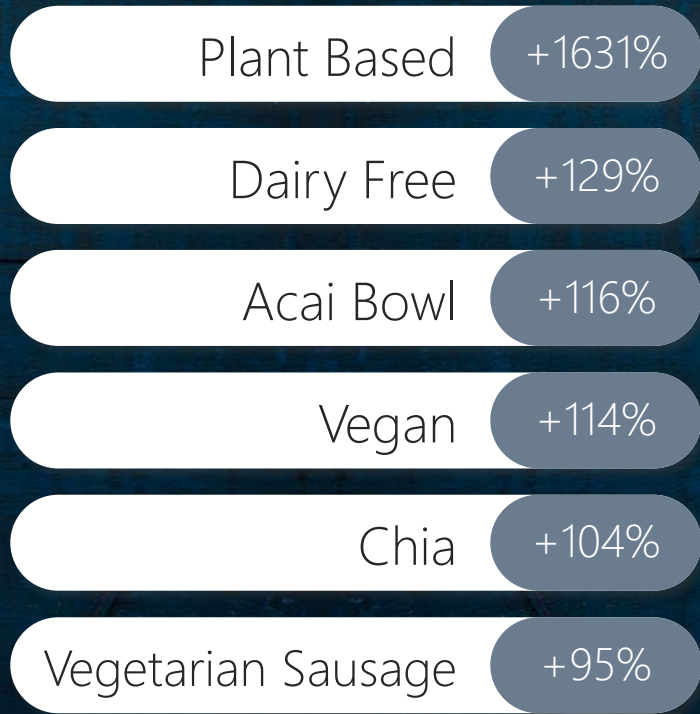 Plant Based +1631%
Dairy Free +129%
Acai Bowl +116%
Vegan +114%
Chia +104%
Vegetarian Sausage +95%